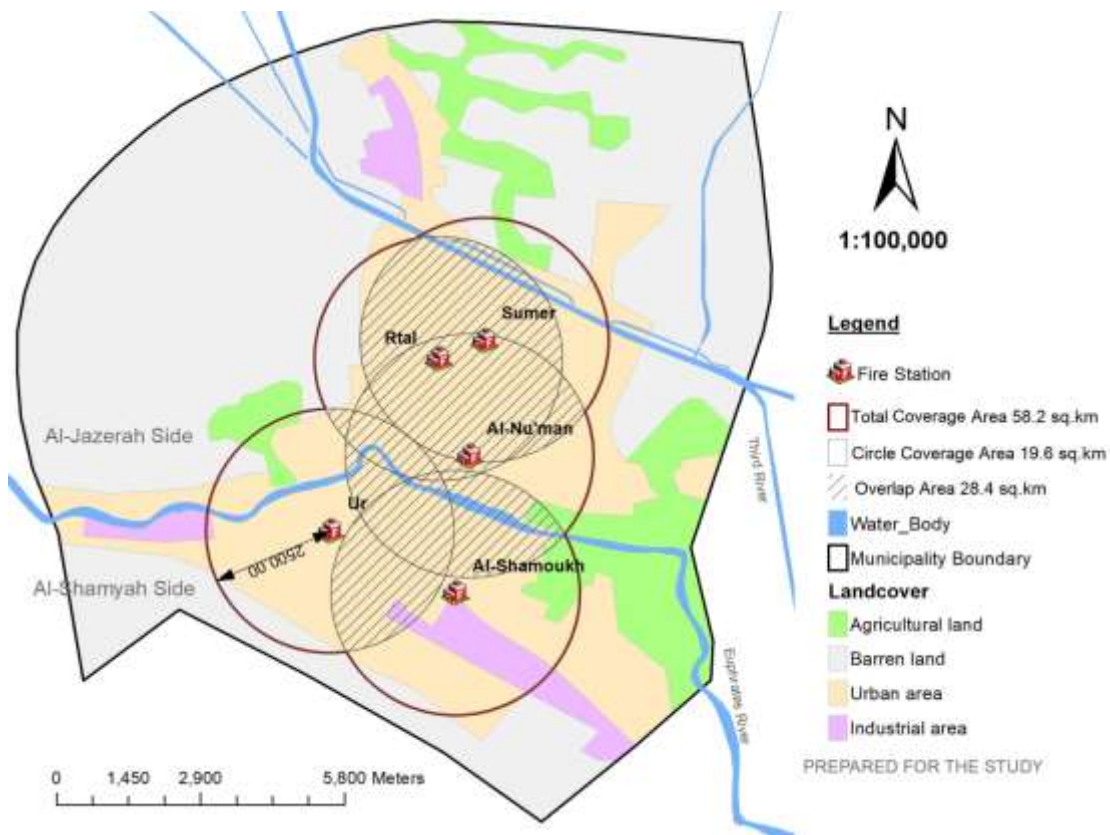 N
1:100,000
Legend
Fire Station
Total Coverage Area 58.2 sq.km
Circle Coverage Area 19.6 sq.km
Overlap Area 28.4 sq.km
Water_Body
Municipality Boundary
Landcover
Agricultural land
Barren land
Urban area
Industrial area
PREPARED FOR THE STUDY
Sumer
Rtal
Al-Nu'man
Al-Jazerah Side
Third River
Ur
2500.00
Al-Shamoukh
Al-Shamyah Side
Euphrates River
0 1,450 2,900 5,800 Meters